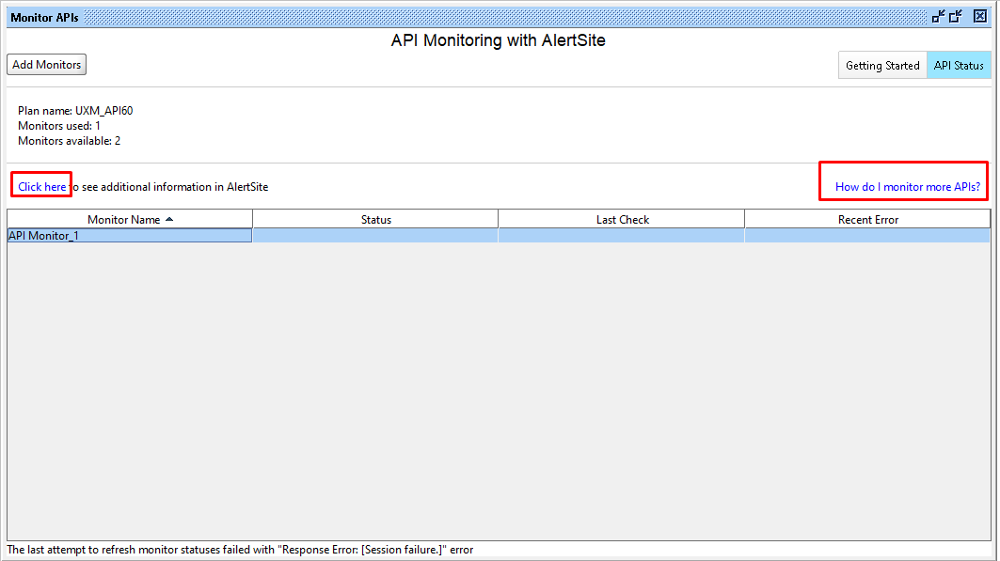 Monitor APIs
API Monitoring with AlertSite
Add Monitors
Getting Started
API Status
Plan name: UXM_API60
Monitors used: 1
Monitors available: 2
Click here to see additional information in AlertSite
How do I monitor more APIs?
Monitor Name Status Last Check Recent Error
API Monitor_1
The last attempt to refresh monitor statuses failed with "Response Error: [Session failure.]" error